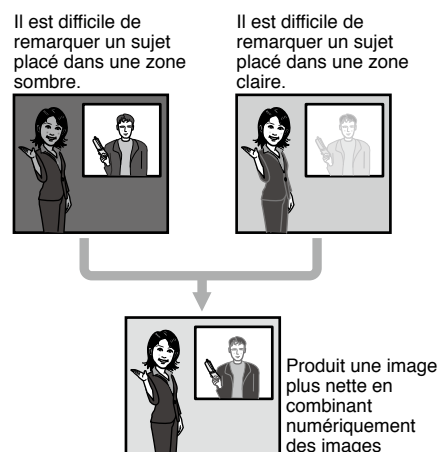 Il est difficile de
remarquer un sujet
placé dans une zone
sombre.
Il est difficile de
remarquer un sujet
placé dans une zone
claire.
Produit une image
plus nette en
combinant
numériquement
des images